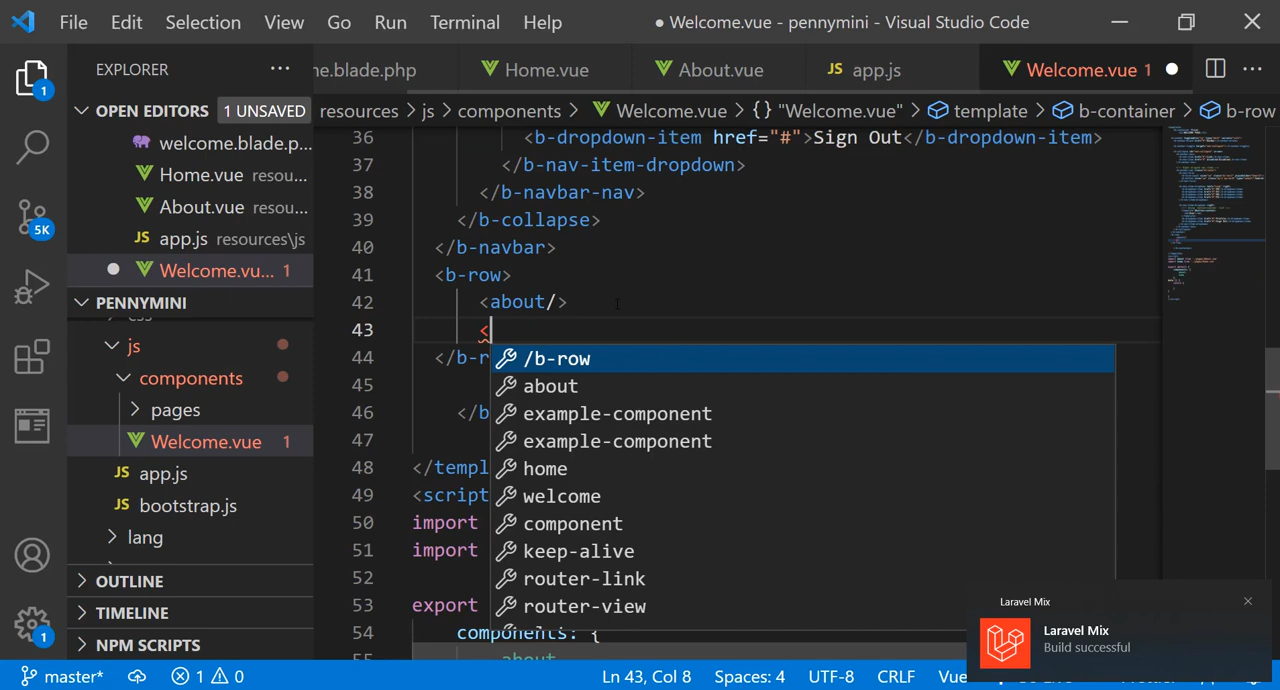 File Edit Selection View Go Run Terminal Help
● Welcome.vue - pennymini - Visual Studio Code
EXPLORER
OPEN EDITORS 1 UNSAVED
welcome.blade.p...
Home.vue resou...
About.vue resou...
JS app.js resources\js
Welcome.vu... 1
PENNYMINI
js
components
pages
Welcome.vue 1
JS app.js
JS bootstrap.js
lang
OUTLINE
TIMELINE
NPM SCRIPTS
1
5K
1
ne.blade.php Home.vue About.vue JS app.js Welcome.vue 1
resources > js > components > Welcome.vue > {} "Welcome.vue" > template > b-container > b-row
36 <b-dropdown-item href="#">Sign Out</b-dropdown-item>
37 </b-nav-item-dropdown>
38 </b-navbar-nav>
39 </b-collapse>
40 </b-navbar>
41 <b-row>
42 <about/>
43 <
44 </b-r
45
46 </b
47
48 </templ
49 <script
50 import
51 import
52
53 export
54 components: {
55 about
/b-row
about
example-component
example-component
home
welcome
component
keep-alive
router-link
router-view
Laravel Mix
Laravel Mix
Build successful
master* 1 0 Ln 43, Col 8 Spaces: 4 UTF-8 CRLF Vue